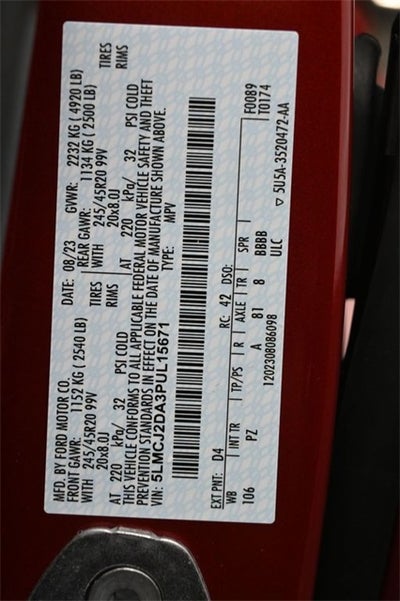 MFD. BY FORD MOTOR CO. DATE: 08/23 GVWR: 2232 KG ( 4920 LB)
FRONT GAWR: 1152 KG ( 2540 LB) REAR GAWR: 1134 KG ( 2500 LB)
WITH 245/45R20 99V TIRES WITH 245/45R20 99V TIRES
20x8.0J RIMS 20x8.0J RIMS
AT 220 kPa/ 32 PSI COLD AT 220 kPa/ 32 PSI COLD
THIS VEHICLE CONFORMS TO ALL APPLICABLE FEDERAL MOTOR VEHICLE SAFETY AND THEFT
PREVENTION STANDARDS IN EFFECT ON THE DATE OF MANUFACTURE SHOWN ABOVE.
VIN: 5LMCJ2DA3PUL15671 TYPE: MPV
EXT PNT: D4 RC: 42 DSO: F0089
WB INT TR TP/PS R AXLE TR SPR T0174
106 PZ A 81 8 BBBB
ULC
1202308086098 ▽ 5U5A-3520472-AA